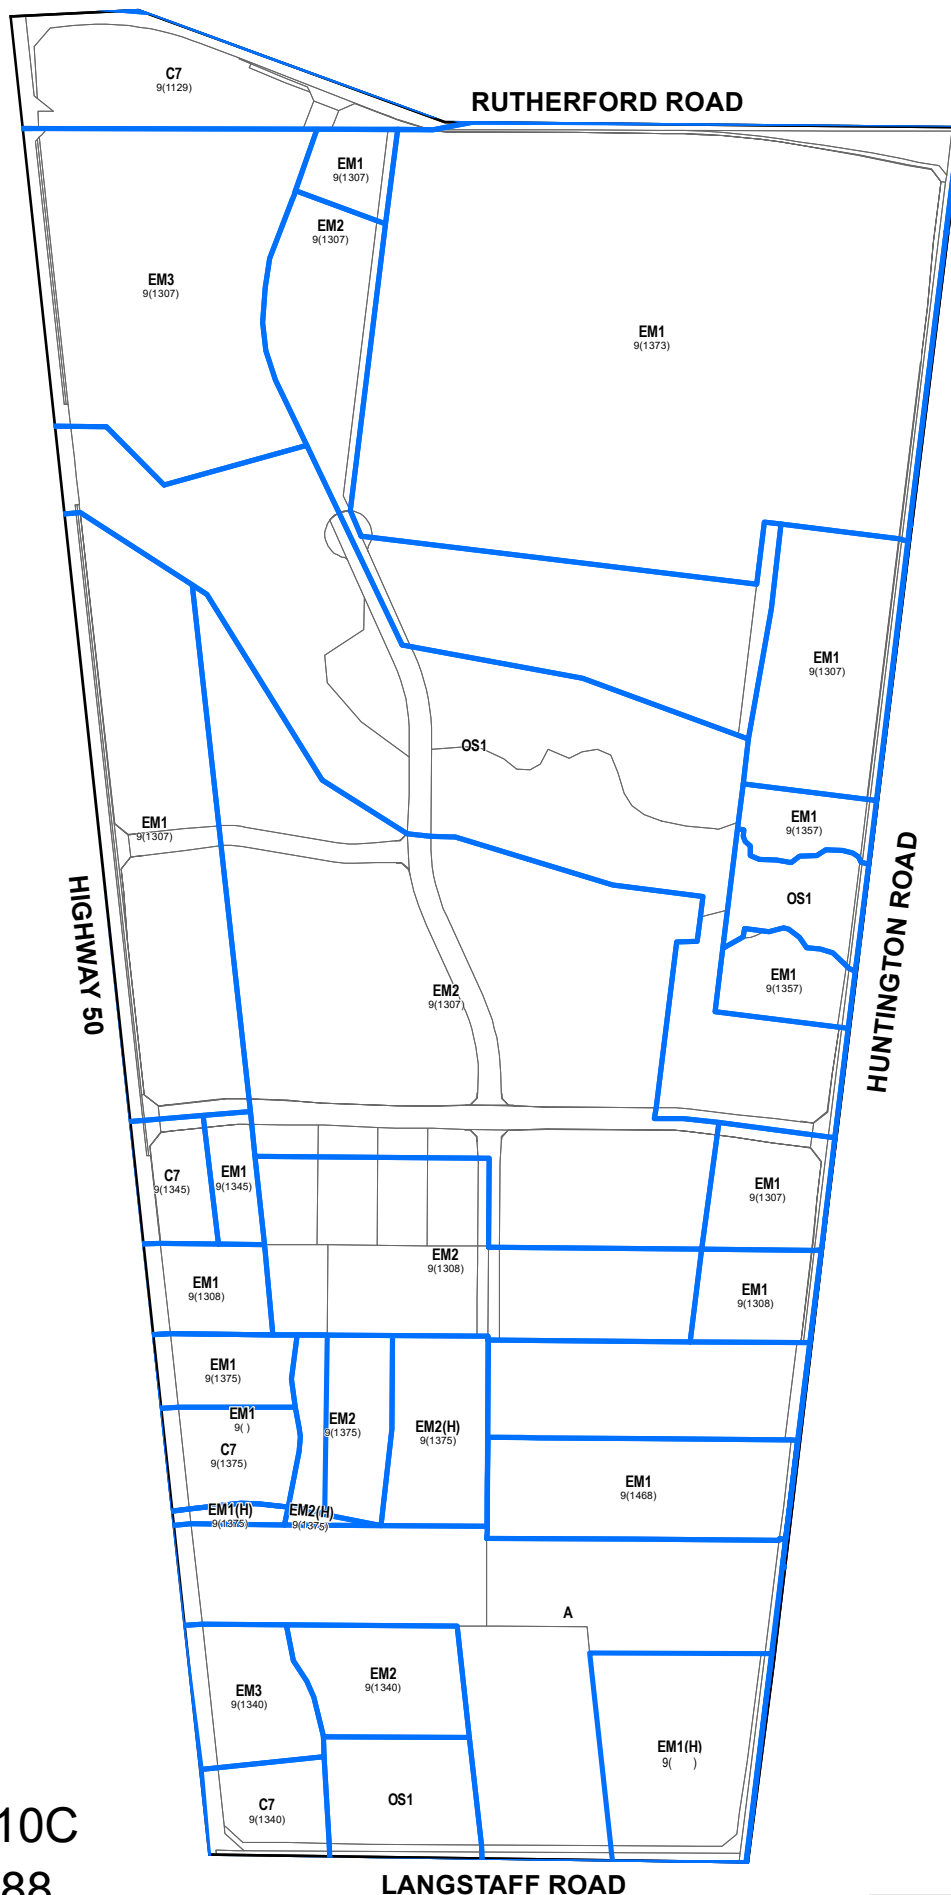 C7
9(1129)
RUTHERFORD ROAD
EM1
9(1307)
EM2
9(1307)
EM3
9(1307)
EM1
9(1373)
EM1
9(1307)
OS1
EM1
9(1357)
EM1
9(1307)
OS1
HIGHWAY 50
HUNTINGTON ROAD
EM1
9(1357)
EM2
9(1307)
C7
9(1345)
EM1
9(1345)
EM1
9(1307)
EM2
9(1308)
EM1
9(1308)
EM1
9(1308)
EM1
9(1375)
EM1
9( )
C7
9(1375)
EM2
9(1375)
EM2(H)
9(1375)
EM1
9(1468)
EM1(H)
9(1375)
EM2(H)
9(1375)
A
EM3
9(1340)
EM2
9(1340)
EM1(H)
9( )
C7
9(1340)
OS1
10C
88
LANGSTAFF ROAD